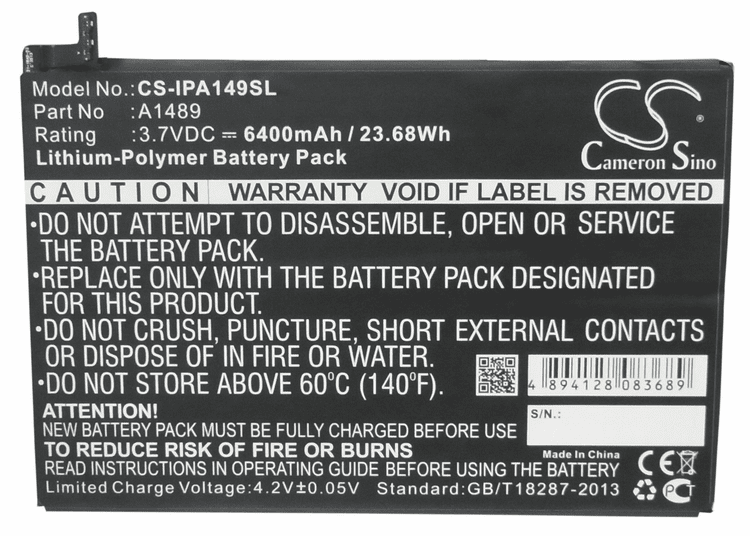 Model No.:CS-IPA149SL
Part No :A1489
Rating :3.7VDC ⎓ 6400mAh / 23.68Wh
Lithium-Polymer Battery Pack
CS
Cameron Sino
CAUTION WARRANTY VOID IF LABEL IS REMOVED
•DO NOT ATTEMPT TO DISASSEMBLE, OPEN OR SERVICE
THE BATTERY PACK.
•REPLACE ONLY WITH THE BATTERY PACK DESIGNATED
FOR THIS PRODUCT.
•DO NOT CRUSH, PUNCTURE, SHORT EXTERNAL CONTACTS
OR DISPOSE OF IN FIRE OR WATER.
•DO NOT STORE ABOVE 60°C (140°F).
4 894128 083689
ATTENTION!
NEW BATTERY PACK MUST BE FULLY CHARGED BEFORE USE
TO REDUCE RISK OF FIRE OR BURNS
READ INSTRUCTIONS IN OPERATING GUIDE BEFORE USE
Limited Charge Voltage:4.2V±0.05V Standard:GB/T18287-2013
S/N.:
Made In China
CE
PCT